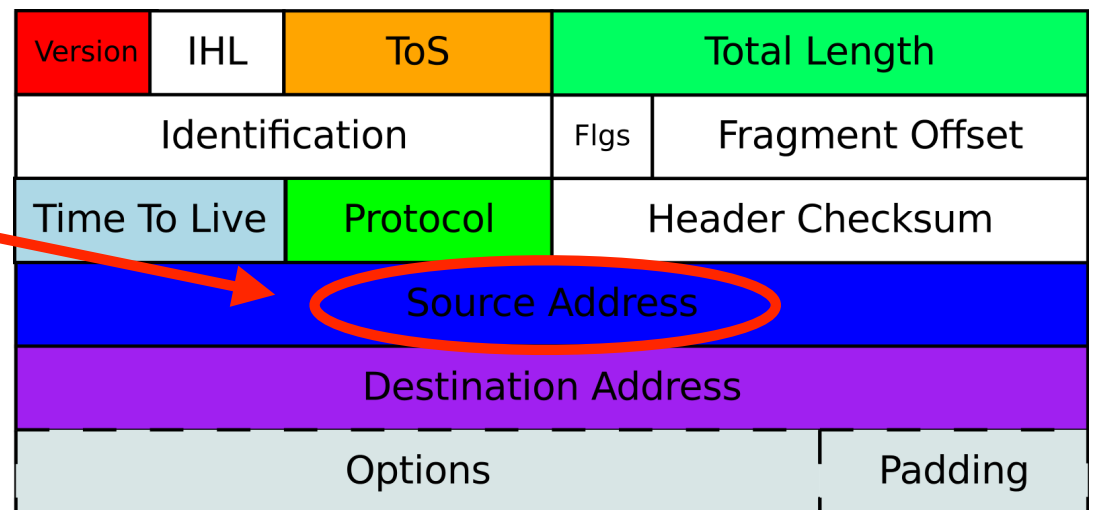 Version IHL ToS Total Length
Identification Flgs Fragment Offset
Time To Live Protocol Header Checksum
Source Address
Destination Address
Options Padding